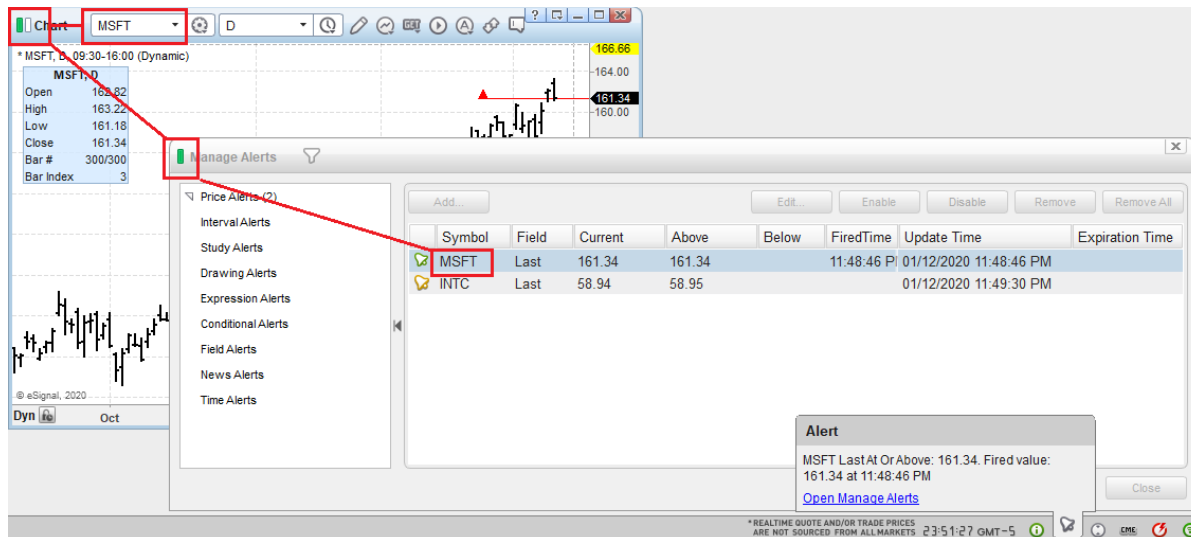 Chart MSFT D ?
* MSFT, D, 09:30-16:00 (Dynamic)
166.66
164.00
161.34
160.00
MSFT, D
Open 162.82
High 163.22
Low 161.18
Close 161.34
Bar # 300/300
Bar Index 3
© eSignal, 2020
Dyn Oct
Manage Alerts
Price Alerts (2)
Interval Alerts
Study Alerts
Drawing Alerts
Expression Alerts
Conditional Alerts
Field Alerts
News Alerts
Time Alerts
Add... Edit... Enable Disable Remove Remove All
Symbol Field Current Above Below FiredTime Update Time Expiration Time
MSFT Last 161.34 161.34 11:48:46 P 01/12/2020 11:48:46 PM
INTC Last 58.94 58.95 01/12/2020 11:49:30 PM
Alert
MSFT Last At Or Above: 161.34. Fired value:
161.34 at 11:48:46 PM
Open Manage Alerts
Close
*REALTIME QUOTE AND/OR TRADE PRICES
ARE NOT SOURCED FROM ALL MARKETS
23:51:27 GMT-5
CME